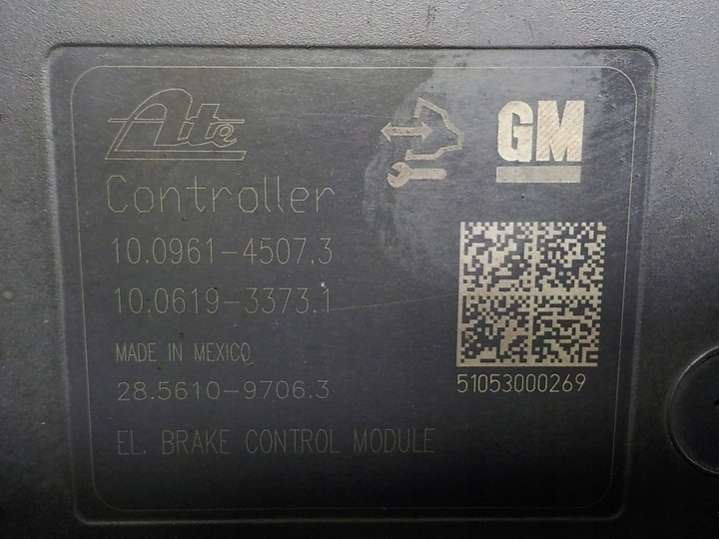 Ate
GM
Controller
10.0961-4507.3
10.0619-3373.1
MADE IN MEXICO
28.5610-9706.3
51053000269
EL. BRAKE CONTROL MODULE